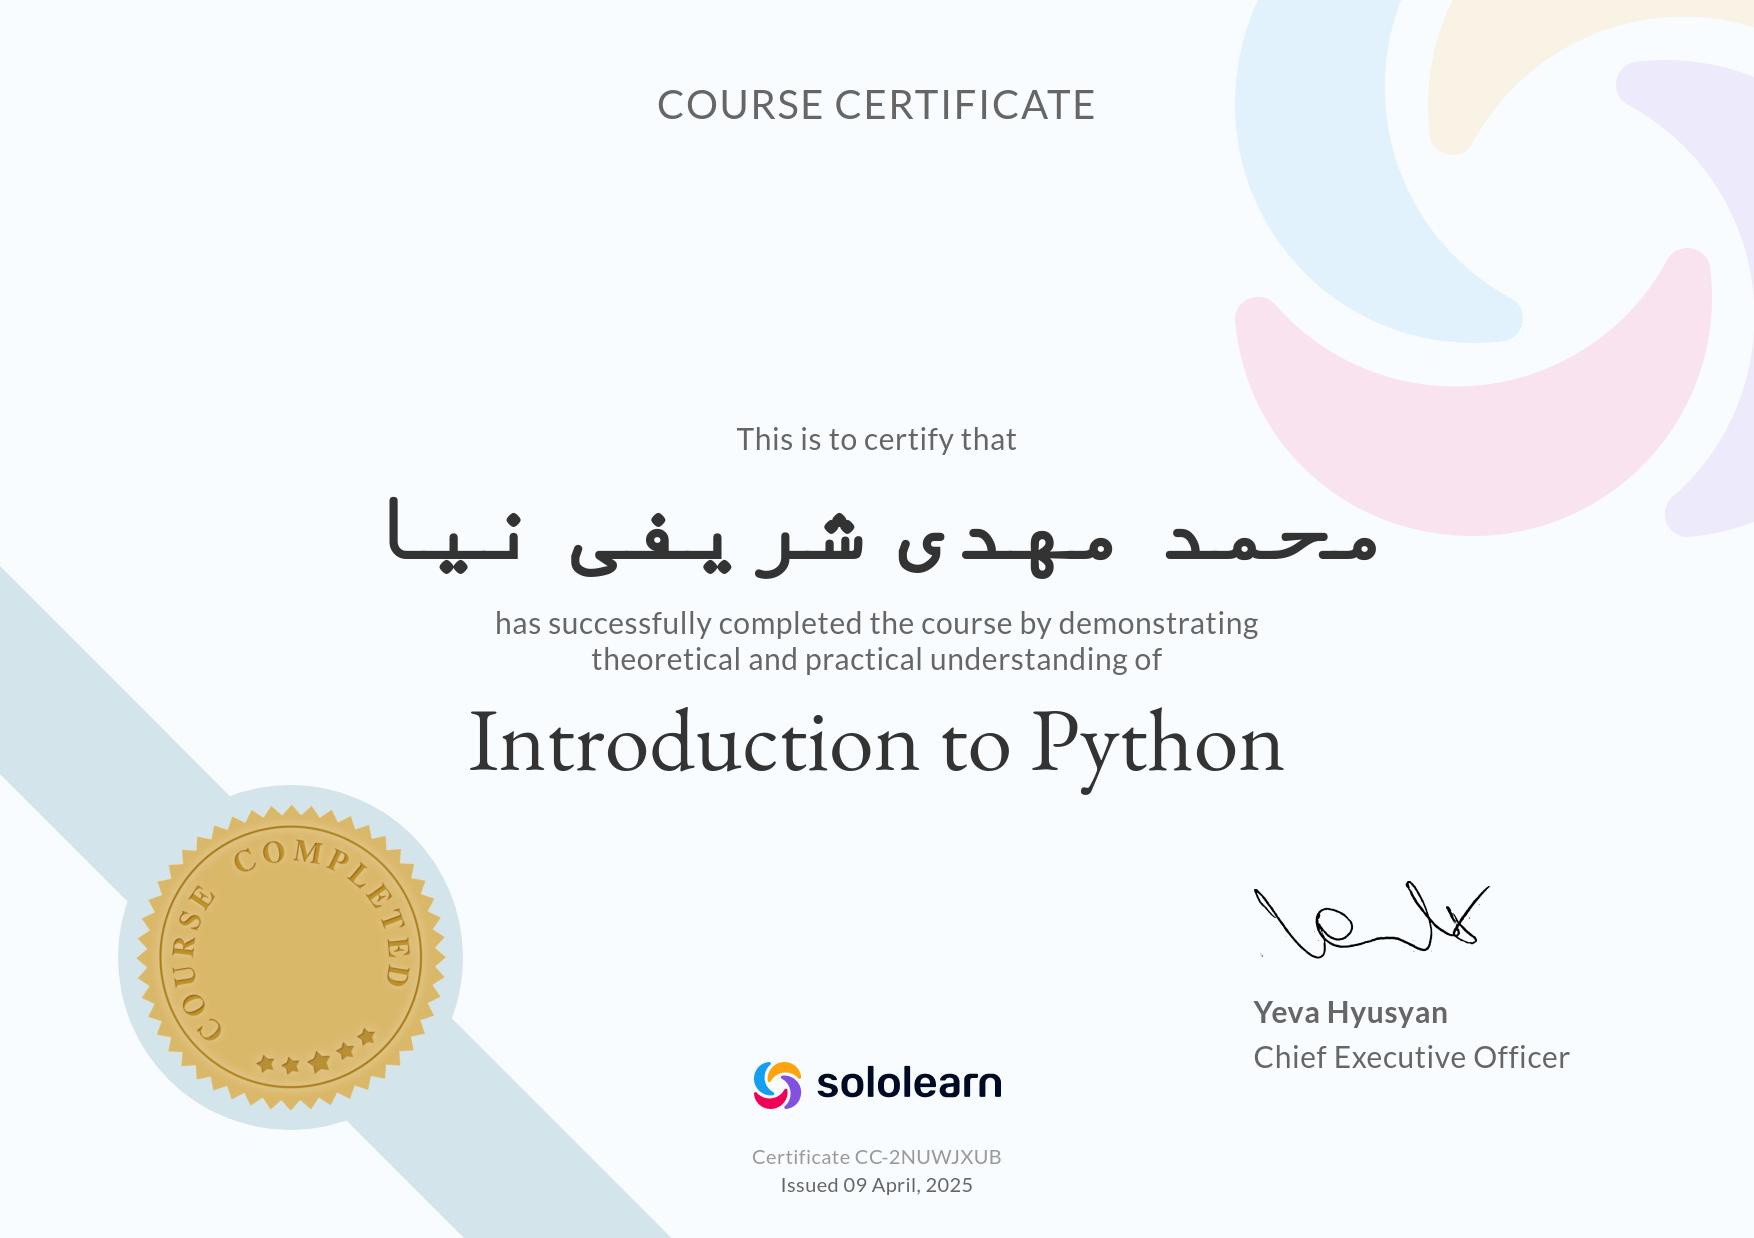 COURSE CERTIFICATE
This is to certify that
محمد مهدی شریفی نیا
has successfully completed the course by demonstrating
theoretical and practical understanding of
Introduction to Python
COURSE COMPLETED
Yeva Hyusyan
Chief Executive Officer
sololearn
Certificate CC-2NUWJXUB
Issued 09 April, 2025